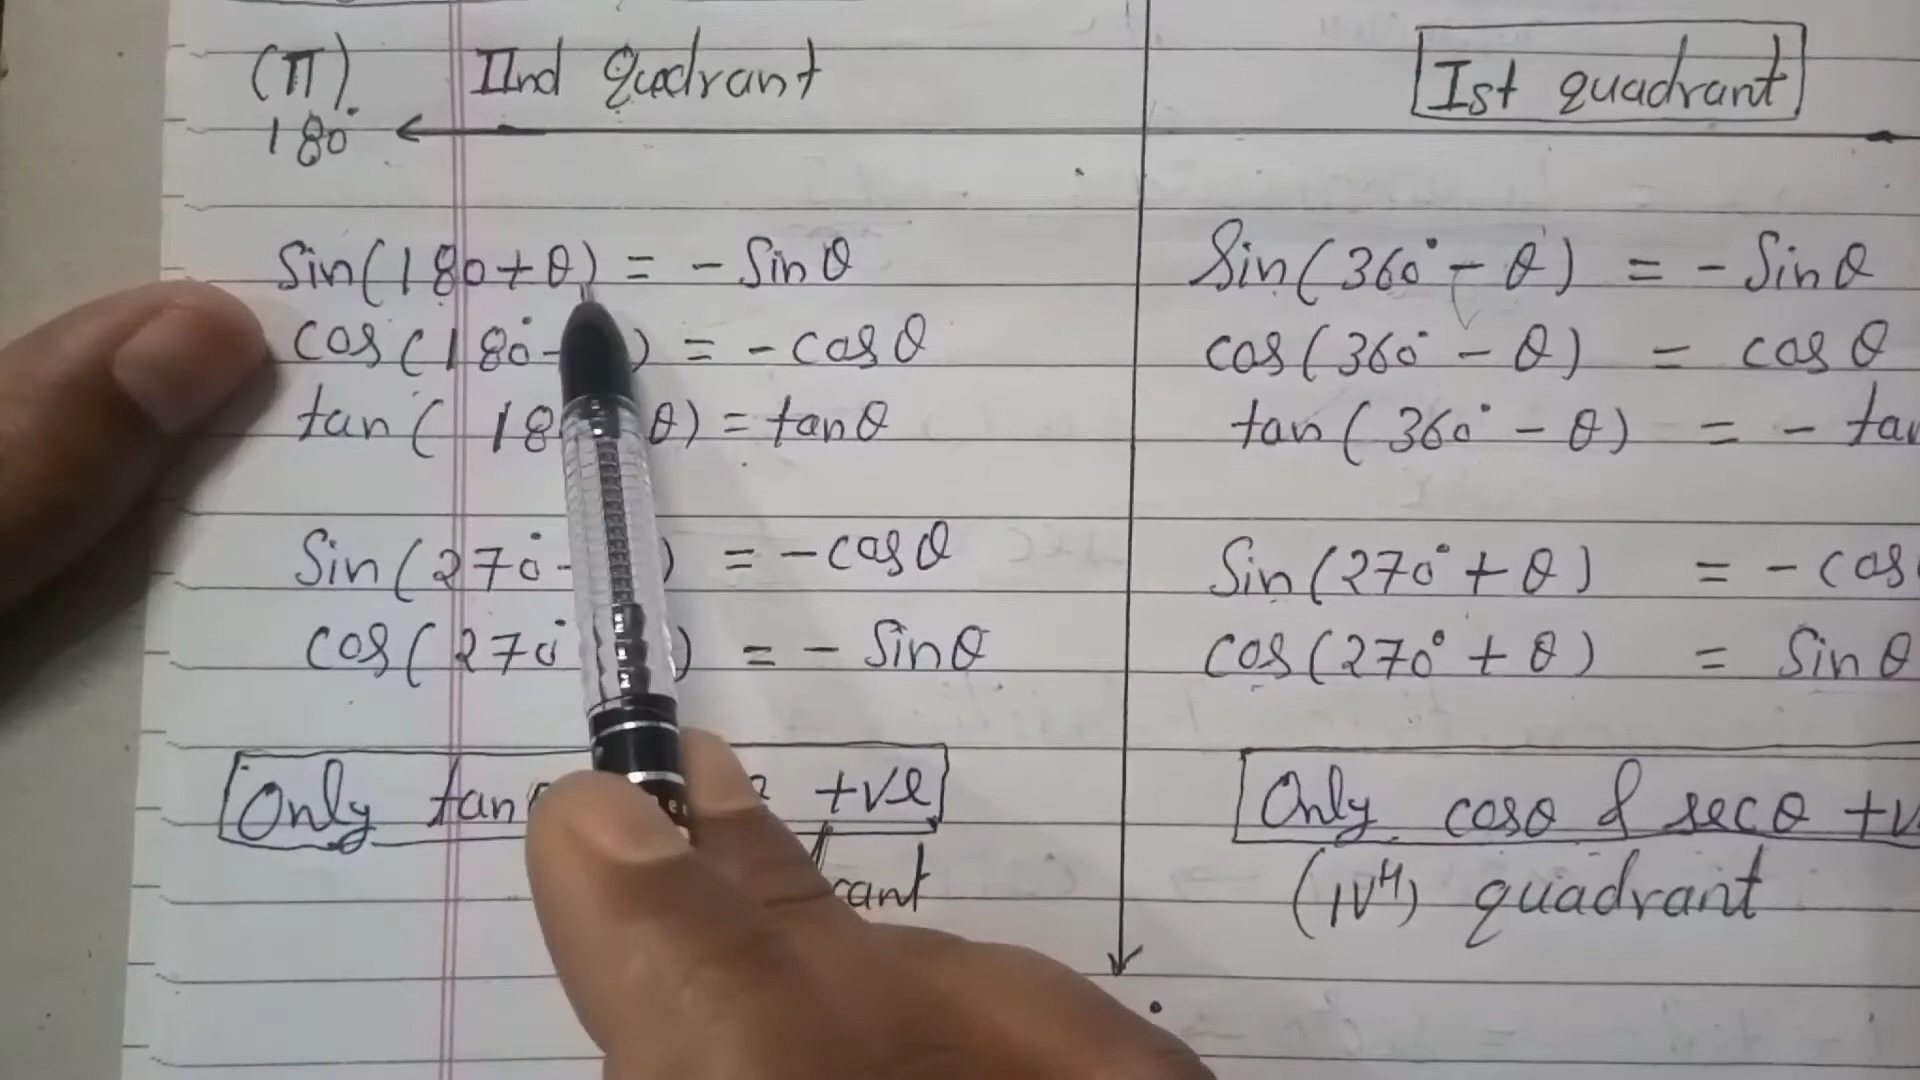 (π) IInd quadrant
Ist quadrant
180°
Sin(180+θ) = - Sinθ
cos(180° ) = - cosθ
tan( 18 θ) = tanθ
Sin(270°- ) = - cosθ
cos(270° ) = - Sinθ
Only tan +ve
Sin(360° - θ) = - Sinθ
cos(360° - θ) = cosθ
tan(360° - θ) = - tan
Sin(270° + θ) = - cos
cos(270° + θ) = Sinθ
Only cosθ & secθ +v
(IVth) quadrant